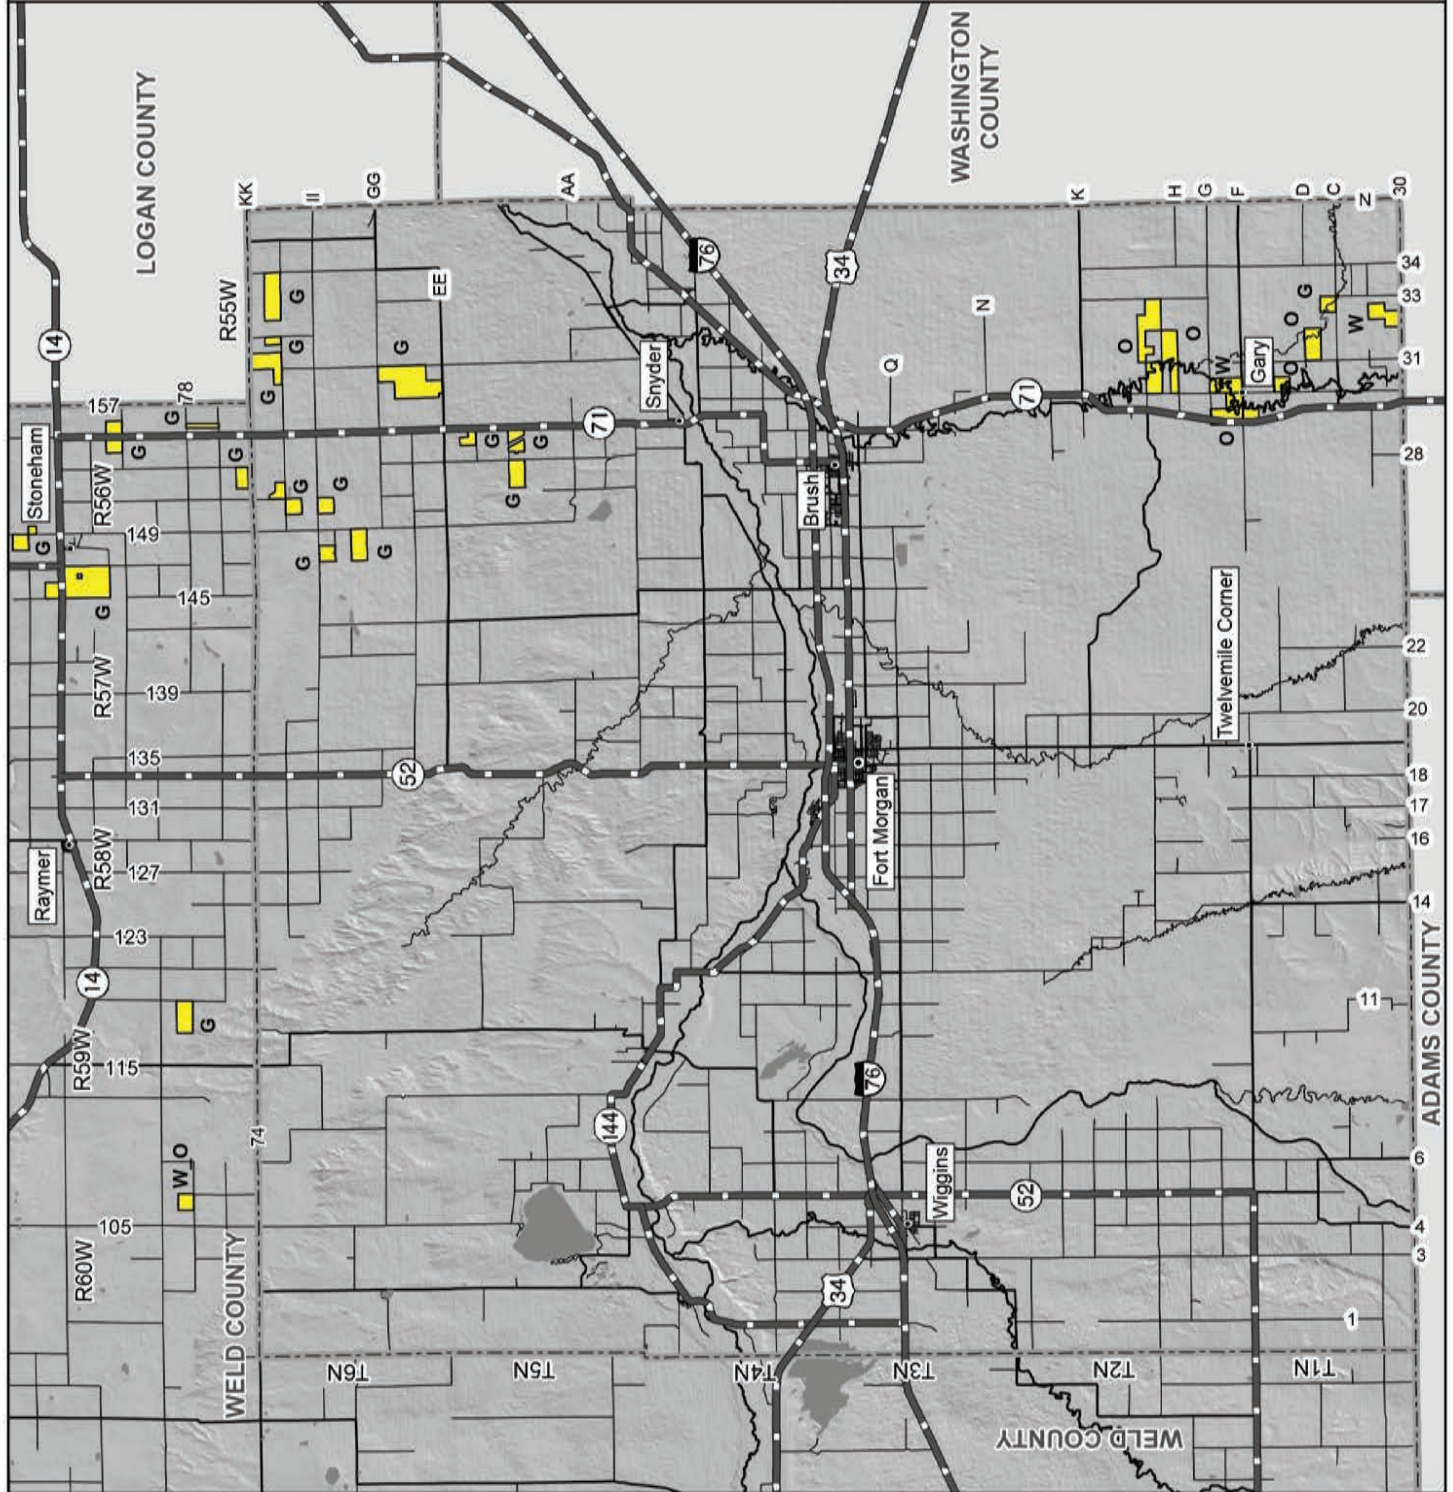 LOGAN COUNTY
WASHINGTON
COUNTY
KK
II
GG
AA
K
H
G
F
D
C
Z
30
R55W
EE
76
34
34
33
G
G
G
W
N
O
O
O
14
G
G
31
Snyder
Q
W
Gary
O
157
78
G
G
71
71
O
Stoneham
R56W
G
G
G
28
G
G
G
Brush
149
G
G
G
145
G
Twelvemile Corner
22
R57W
139
20
135
52
18
131
17
16
Raymer
R58W
127
Fort Morgan
14
123
14
ADAMS COUNTY
11
G
R59W
115
76
144
74
W O
6
Wiggins
52
105
4
3
R60W
34
WELD COUNTY
1
T6N
T5N
T4N
T3N
T2N
T1N
WELD COUNTY